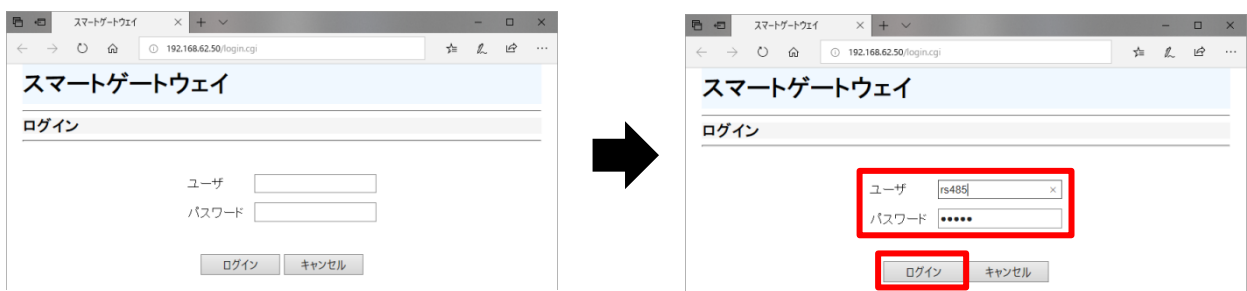 スマートゲートウェイ
192.168.62.50/login.cgi
スマートゲートウェイ
ログイン
ユーザ
パスワード
ログイン キャンセル
スマートゲートウェイ
192.168.62.50/login.cgi
スマートゲートウェイ
ログイン
ユーザ rs485
パスワード •••••
ログイン キャンセル